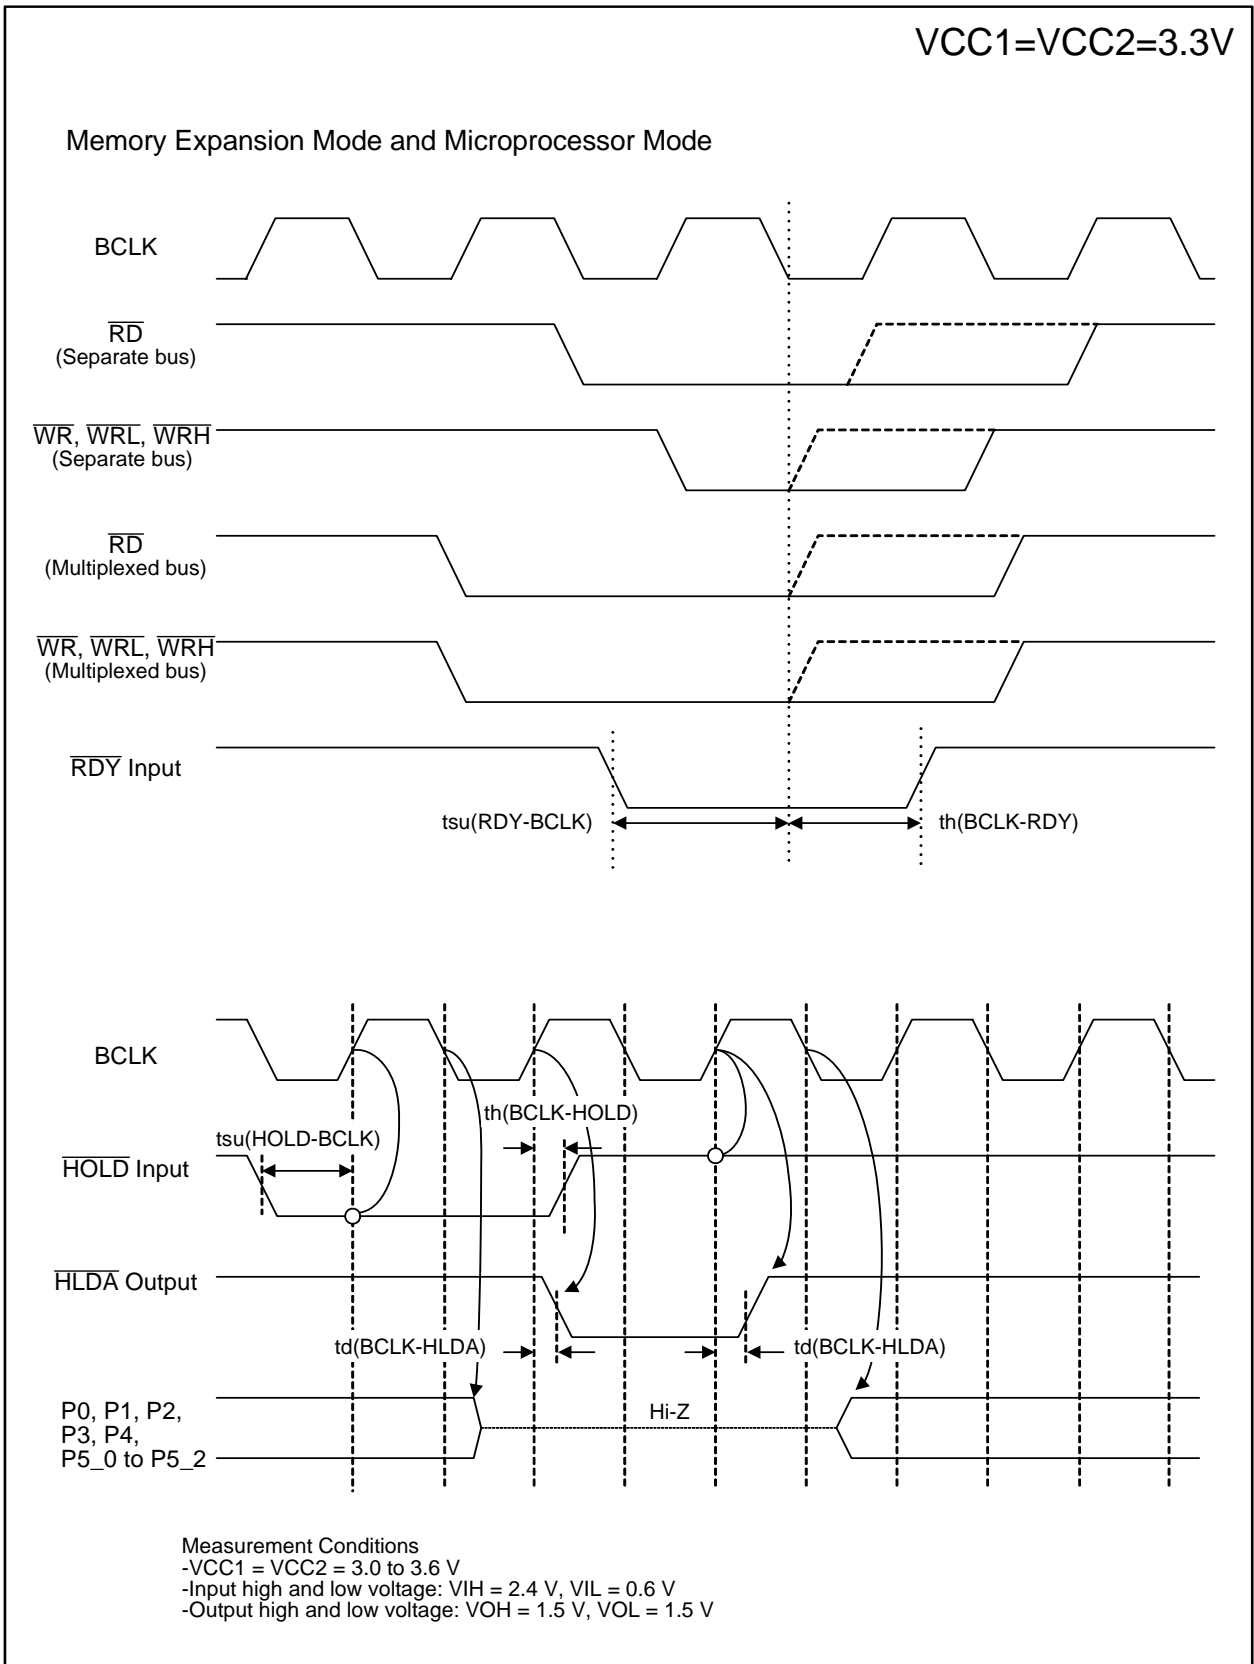 VCC1=VCC2=3.3V
Memory Expansion Mode and Microprocessor Mode
BCLK
RD
(Separate bus)
WR, WRL, WRH
(Separate bus)
RD
(Multiplexed bus)
WR, WRL, WRH
(Multiplexed bus)
RDY Input
tsu(RDY-BCLK)
th(BCLK-RDY)
BCLK
th(BCLK-HOLD)
tsu(HOLD-BCLK)
HOLD Input
HLDA Output
td(BCLK-HLDA)
td(BCLK-HLDA)
P0, P1, P2,
P3, P4,
P5_0 to P5_2
Hi-Z
Measurement Conditions
-VCC1 = VCC2 = 3.0 to 3.6 V
-Input high and low voltage: VIH = 2.4 V, VIL = 0.6 V
-Output high and low voltage: VOH = 1.5 V, VOL = 1.5 V